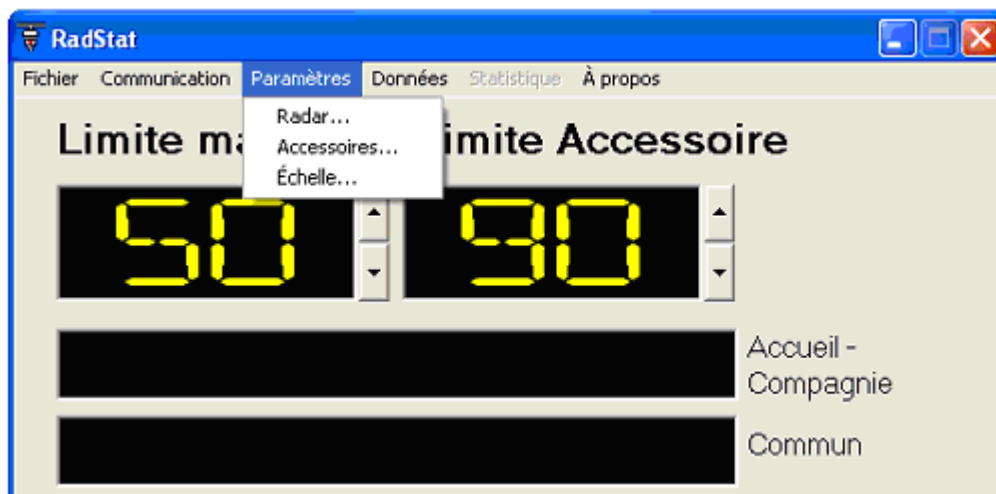 RadStat
Fichier Communication Paramètres Données Statistique À propos
Radar...
Accessoires...
Échelle...
Limite ma imite Accessoire
50 90
Accueil -
Compagnie
Commun